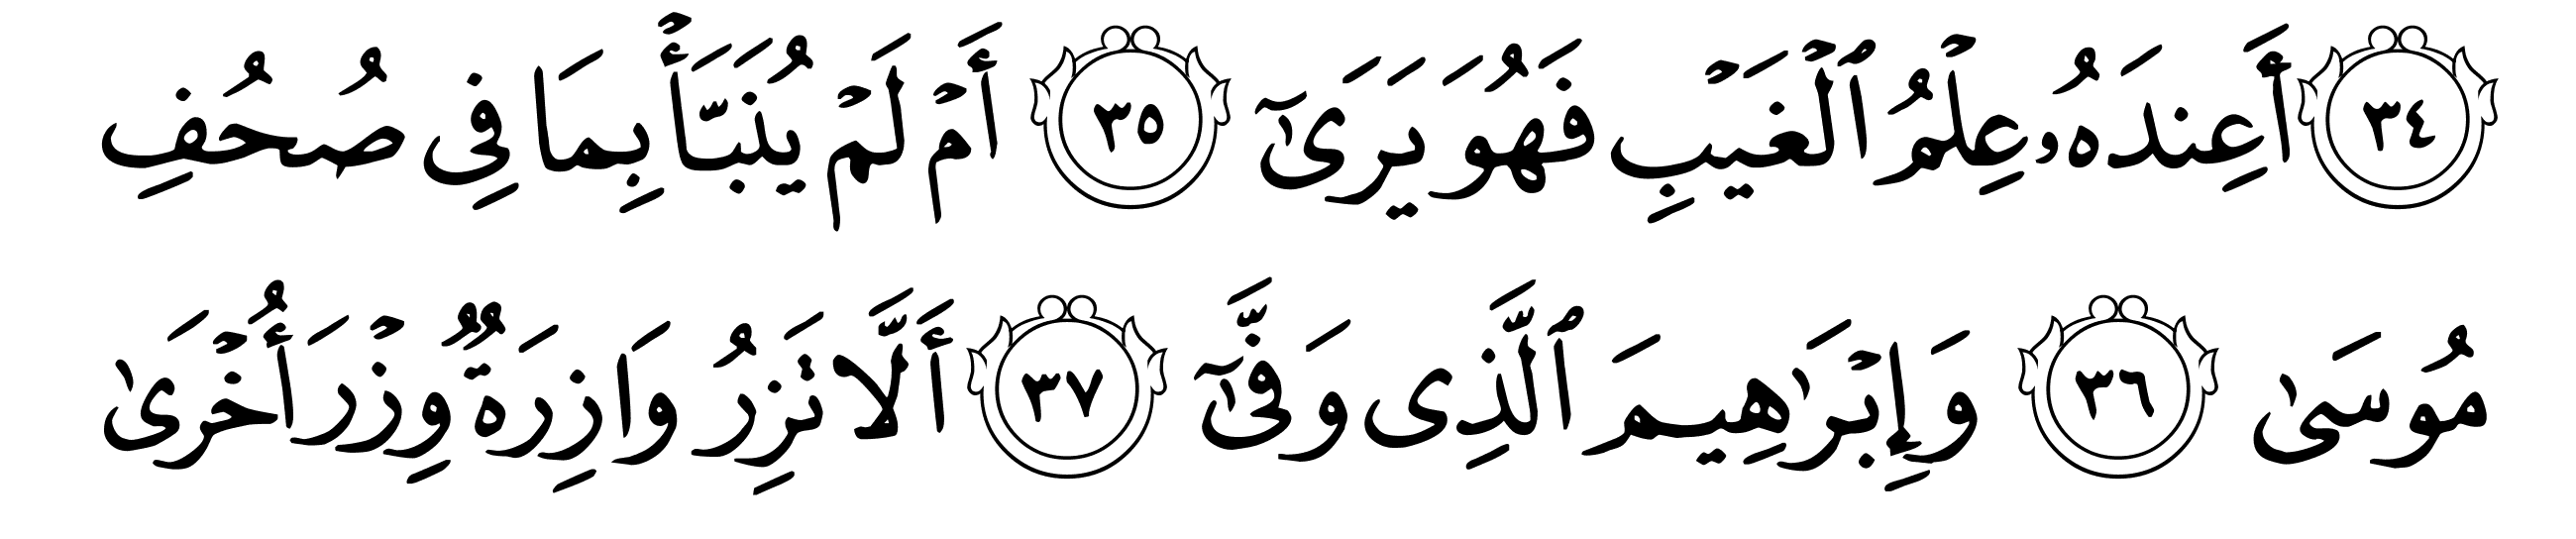 ٣٤ أَعِندَهُۥ عِلۡمُ ٱلۡغَيۡبِ فَهُوَ يَرَىٰٓ ٣٥ أَمۡ لَمۡ يُنَبَّأۡ بِمَا فِى صُحُفِ
مُوسَىٰ ٣٦ وَإِبۡرَٰهِيمَ ٱلَّذِى وَفَّىٰٓ ٣٧ أَلَّا تَزِرُ وَازِرَةٌ وِزۡرَ أُخۡرَىٰ